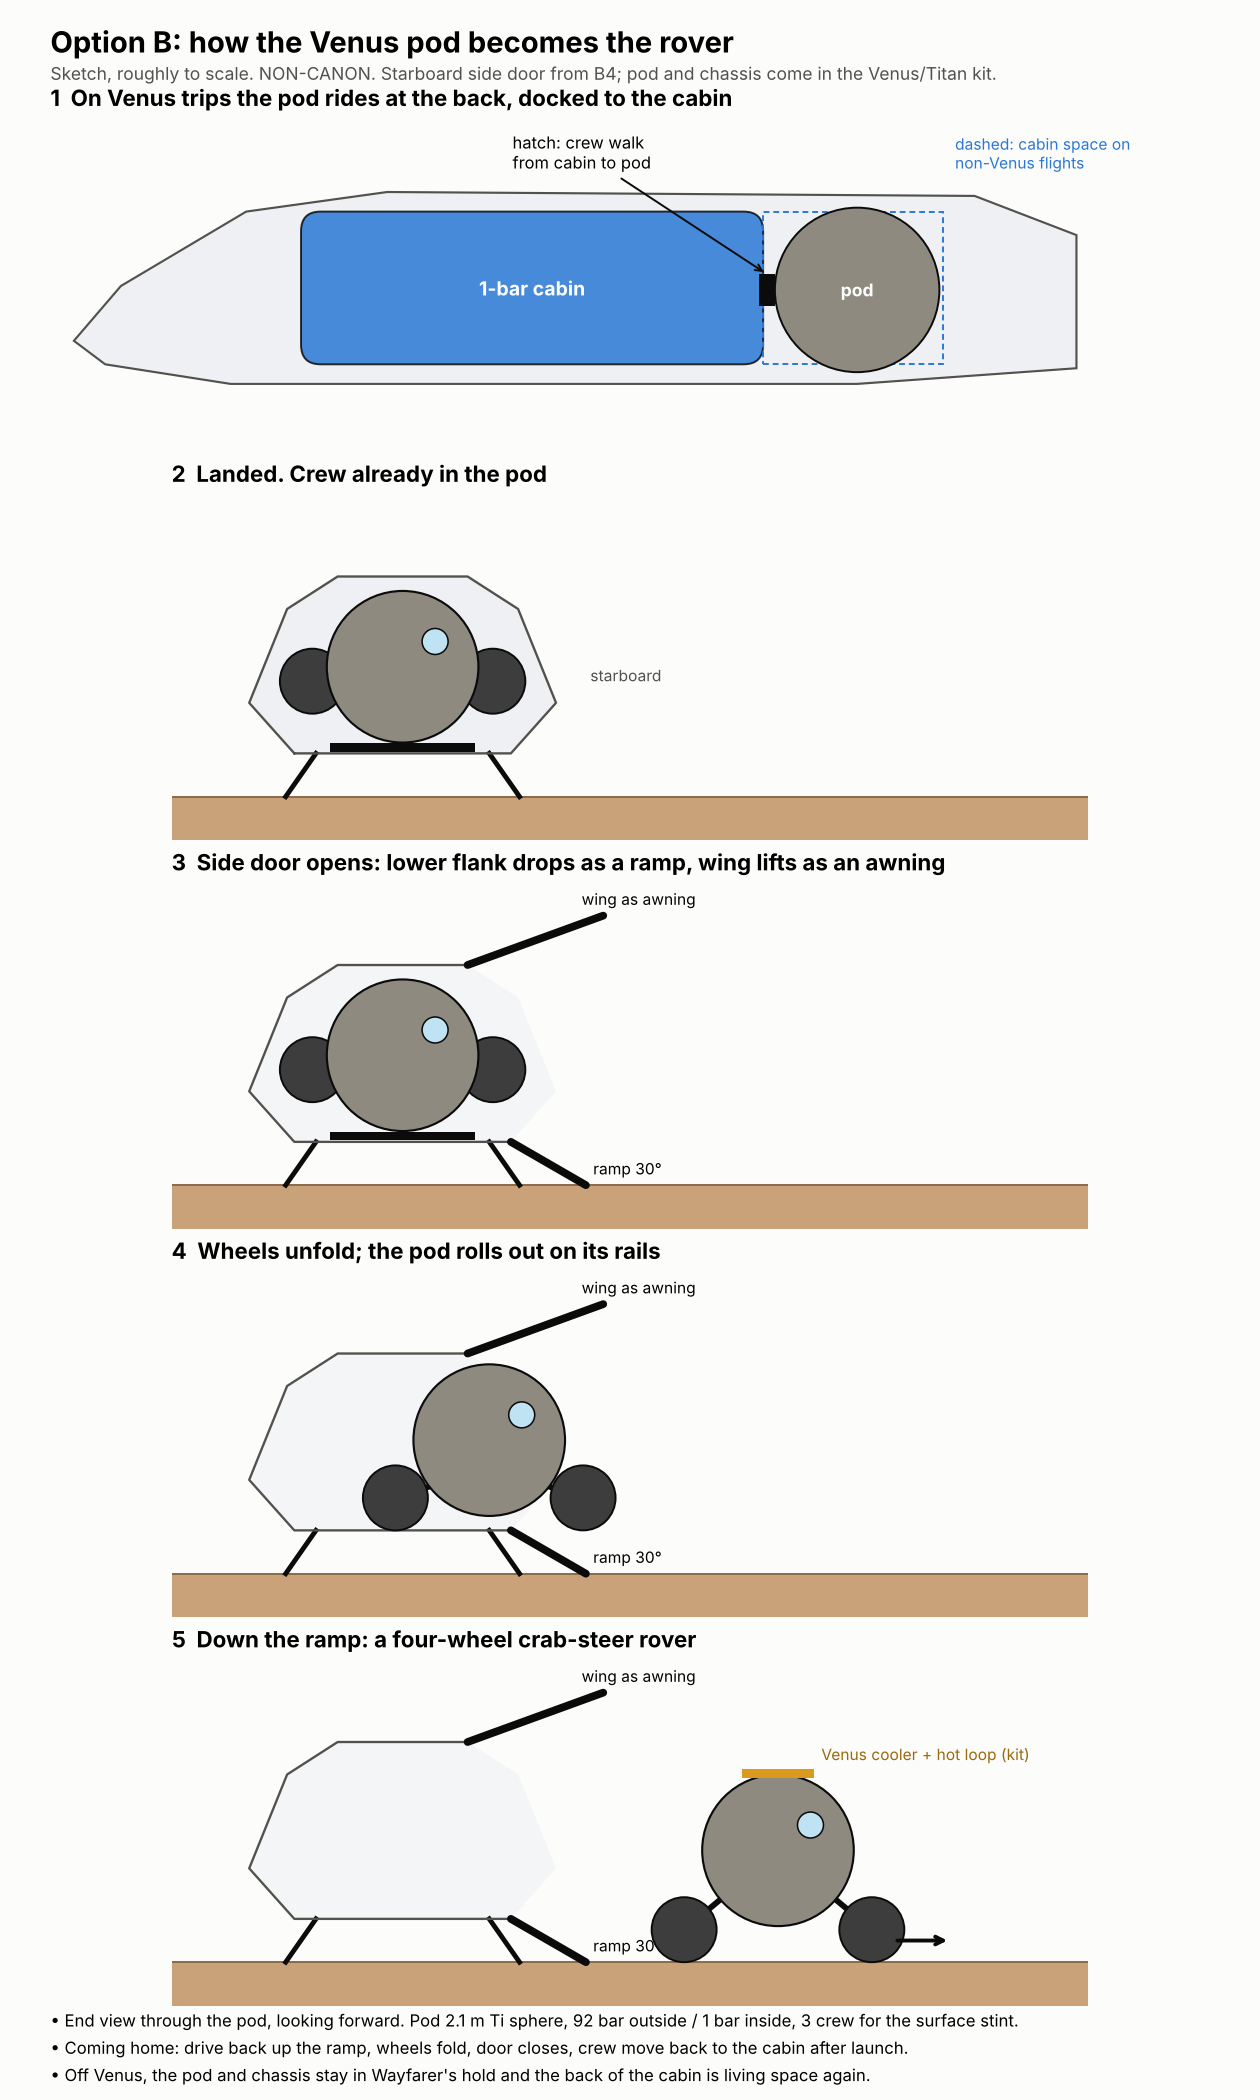 Option B: how the Venus pod becomes the rover
Sketch, roughly to scale. NON-CANON. Starboard side door from B4; pod and chassis come in the Venus/Titan kit.
1 On Venus trips the pod rides at the back, docked to the cabin
hatch: crew walk
from cabin to pod
dashed: cabin space on
non-Venus flights
1-bar cabin
pod
2 Landed. Crew already in the pod
starboard
3 Side door opens: lower flank drops as a ramp, wing lifts as an awning
wing as awning
ramp 30°
4 Wheels unfold; the pod rolls out on its rails
wing as awning
ramp 30°
5 Down the ramp: a four-wheel crab-steer rover
wing as awning
Venus cooler + hot loop (kit)
ramp 30
• End view through the pod, looking forward. Pod 2.1 m Ti sphere, 92 bar outside / 1 bar inside, 3 crew for the surface stint.
• Coming home: drive back up the ramp, wheels fold, door closes, crew move back to the cabin after launch.
• Off Venus, the pod and chassis stay in Wayfarer's hold and the back of the cabin is living space again.